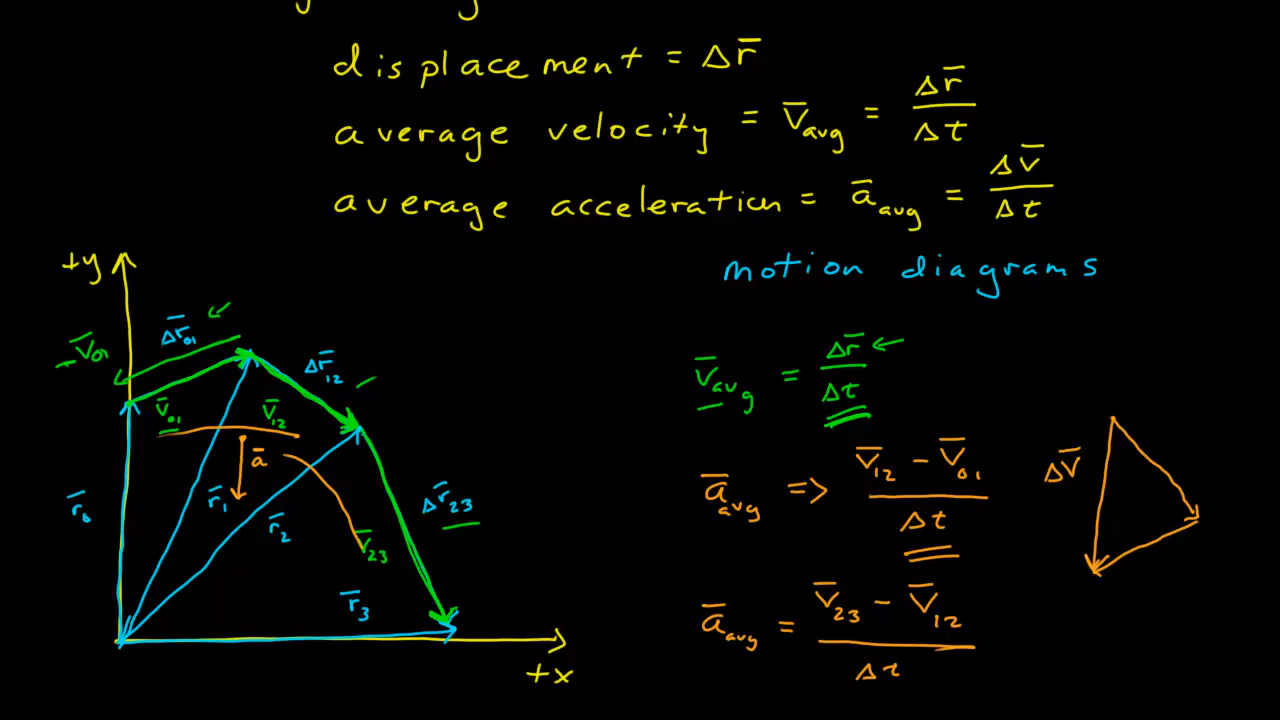 displacement = Δr̄
average velocity = V̄avg = Δr̄/Δt
average acceleration = āavg = ΔV̄/Δt
motion diagrams
+y
V̄01
Δr̄01
Δr̄12
V̄01
V̄12
ā
r̄0
r̄1
r̄2
V̄23
Δr̄23
r̄3
+x
V̄avg = Δr̄/Δt
āavg => V̄12 - V̄01/Δt
ΔV̄
āavg = V̄23 - V̄12/Δt